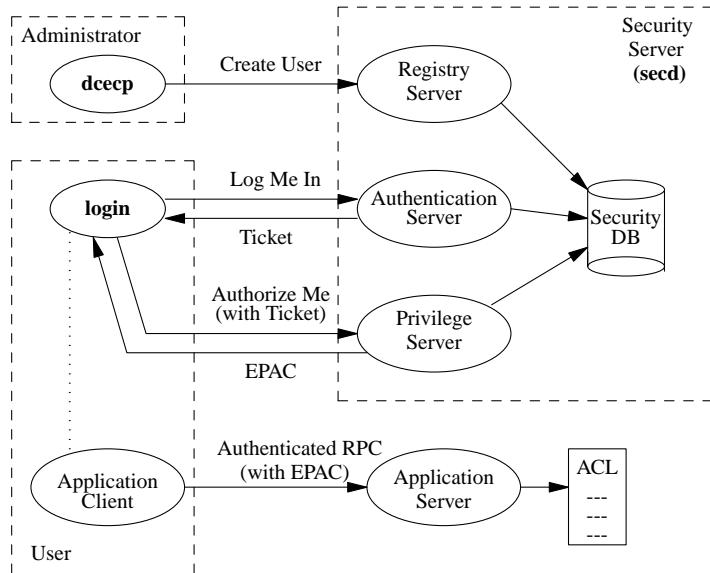 Administrator
dcecp
Create User
Registry
Server
Security
Server
(secd)
login
Log Me In
Ticket
Authentication
Server
Security
DB
Authorize Me
(with Ticket)
EPAC
Privilege
Server
Application
Client
Authenticated RPC
(with EPAC)
Application
Server
ACL
---
---
---
User